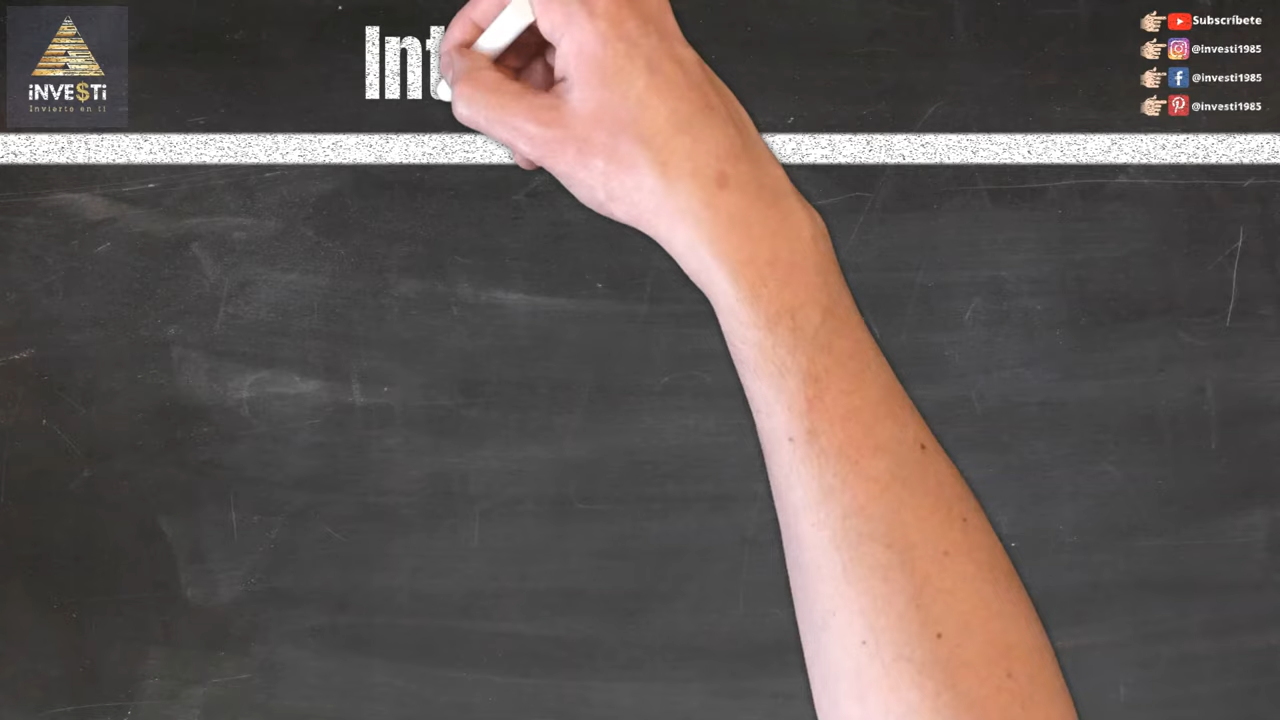 Int
iNVE$Ti
Invierto en ti
Subscríbete
@investi1985
@investi1985
@investi1985